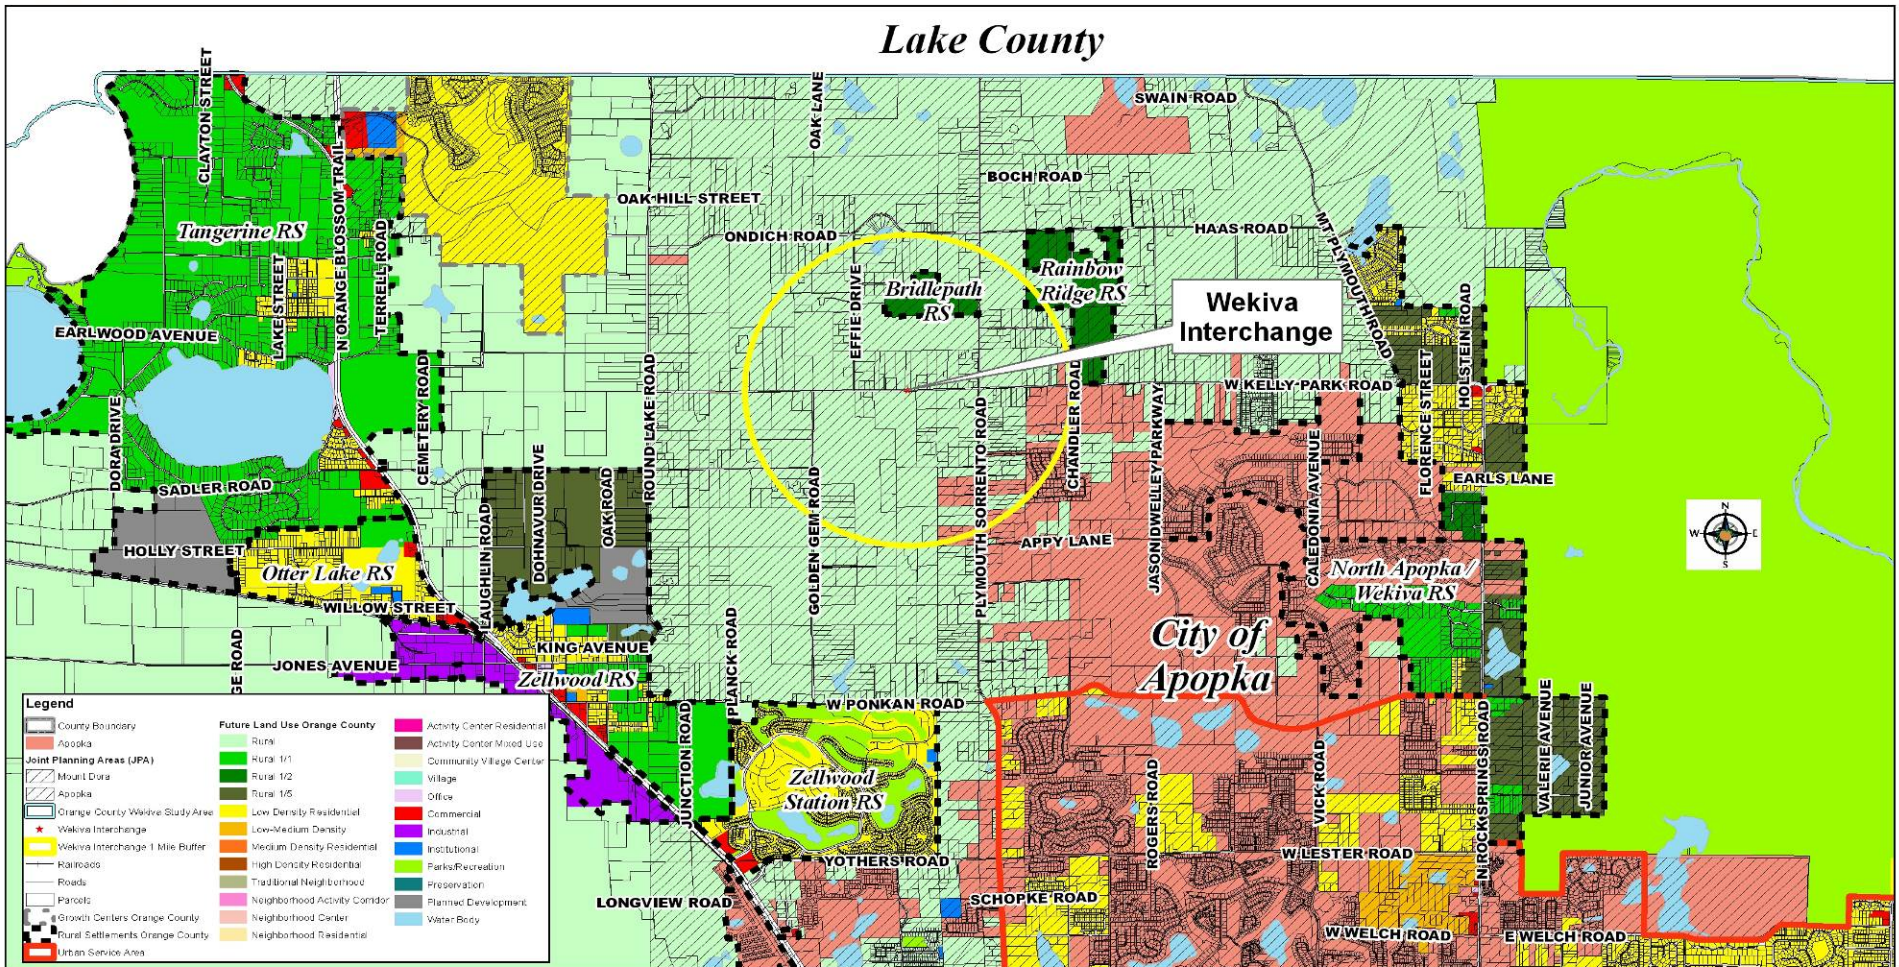 Lake County
CLAYTON STREET
N ORANGE BLOSSOM TRAIL
OAK LANE
SWAIN ROAD
BOCH ROAD
OAK HILL STREET
Tangerine RS
TERRELL ROAD
ONDICH ROAD
HAAS ROAD
MT PLYMOUTH ROAD
LAKE STREET
EFFIE DRIVE
Bridlepath
RS
Rainbow
Ridge RS
Wekiva
Interchange
EARLWOOD AVENUE
HOLSTEIN ROAD
FLORENCE STREET
CEMETERY ROAD
ROUND LAKE ROAD
CHANDLER ROAD
W KELLY PARK ROAD
DORA DRIVE
SADLER ROAD
DOHNAVUR DRIVE
OAK ROAD
GOLDEN GEM ROAD
PLYMOUTH SORRENTO ROAD
JASON DWELLEY PARKWAY
CALEDONIA AVENUE
EARLS LANE
HOLLY STREET
Otter Lake RS
LAUGHLIN ROAD
APPY LANE
North Apopka /
Wekiva RS
WILLOW STREET
City of
Apopka
GE ROAD
JONES AVENUE
KING AVENUE
Zellwood RS
PLANCK ROAD
W PONKAN ROAD
JUNCTION ROAD
Zellwood
Station RS
YOTHERS ROAD
LONGVIEW ROAD
SCHOPKE ROAD
ROGERS ROAD
VICK ROAD
N ROCK SPRINGS ROAD
VALERIE AVENUE
JUNIOR AVENUE
W LESTER ROAD
W WELCH ROAD
E WELCH ROAD
N
W E
S
Legend
County Boundary
Apopka
Joint Planning Areas (JPA)
Mount Dora
Apopka
Orange County Wekiva Study Area
Wekiva Interchange
Wekiva Interchange 1 Mile Buffer
Railroads
Roads
Parcels
Growth Centers Orange County
Rural Settlements Orange County
Urban Service Area
Future Land Use Orange County
Rural
Rural 1/1
Rural 1/2
Rural 1/5
Low Density Residential
Low-Medium Density
Medium Density Residential
High Density Residential
Traditional Neighborhood
Neighborhood Activity Corridor
Neighborhood Center
Neighborhood Residential
Activity Center Residential
Activity Center Mixed Use
Community Village Center
Village
Office
Commercial
Industrial
Institutional
Parks/Recreation
Preservation
Planned Development
Water Body